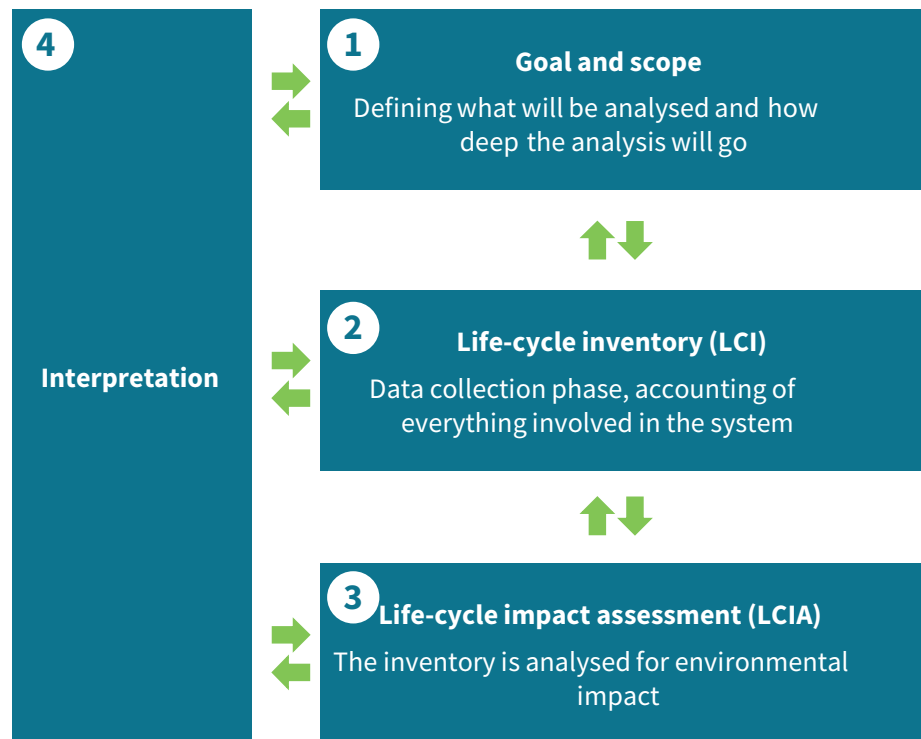 4
Interpretation
1
Goal and scope
Defining what will be analysed and how
deep the analysis will go
2
Life-cycle inventory (LCI)
Data collection phase, accounting of
everything involved in the system
3
Life-cycle impact assessment (LCIA)
The inventory is analysed for environmental
impact